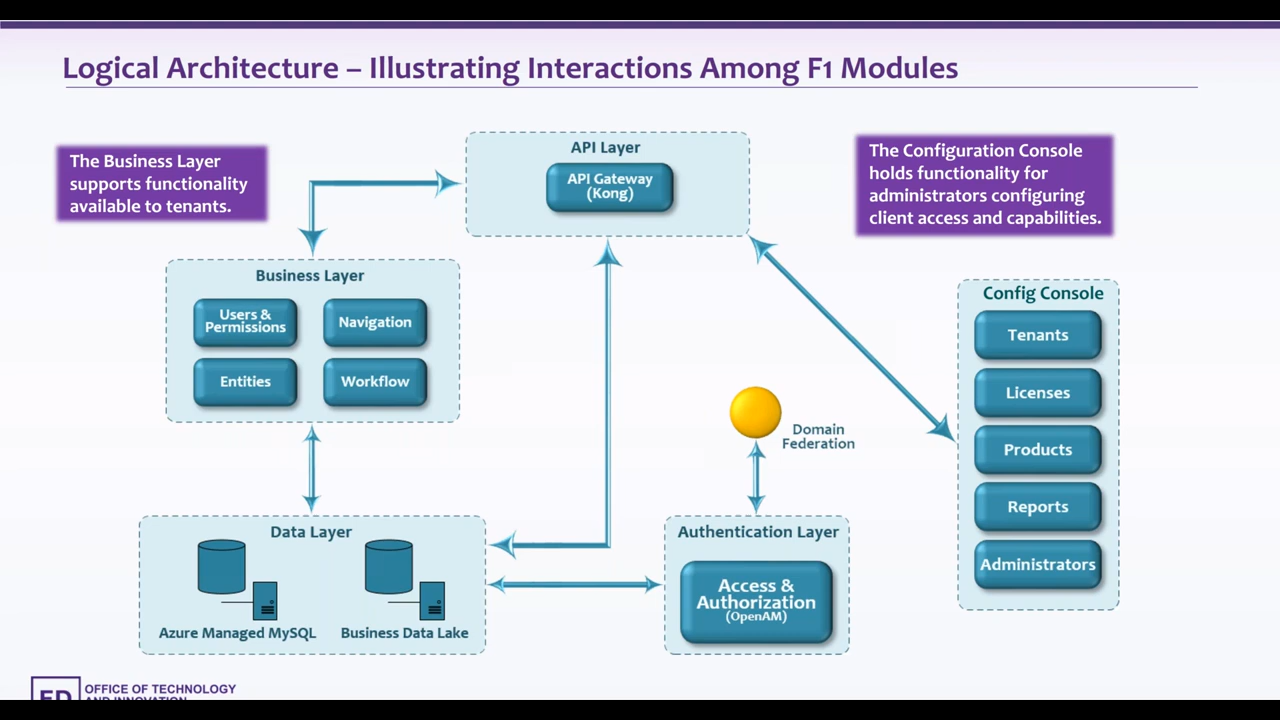 Logical Architecture – Illustrating Interactions Among F1 Modules
The Business Layer
supports functionality
available to tenants.
API Layer
API Gateway
(Kong)
The Configuration Console
holds functionality for
administrators configuring
client access and capabilities.
Business Layer
Users &
Permissions
Navigation
Entities
Workflow
Config Console
Tenants
Licenses
Products
Reports
Administrators
Domain
Federation
Data Layer
Azure Managed MySQL
Business Data Lake
Authentication Layer
Access &
Authorization
(OpenAM)
OFFICE OF TECHNOLOGY
AND INNOVATION